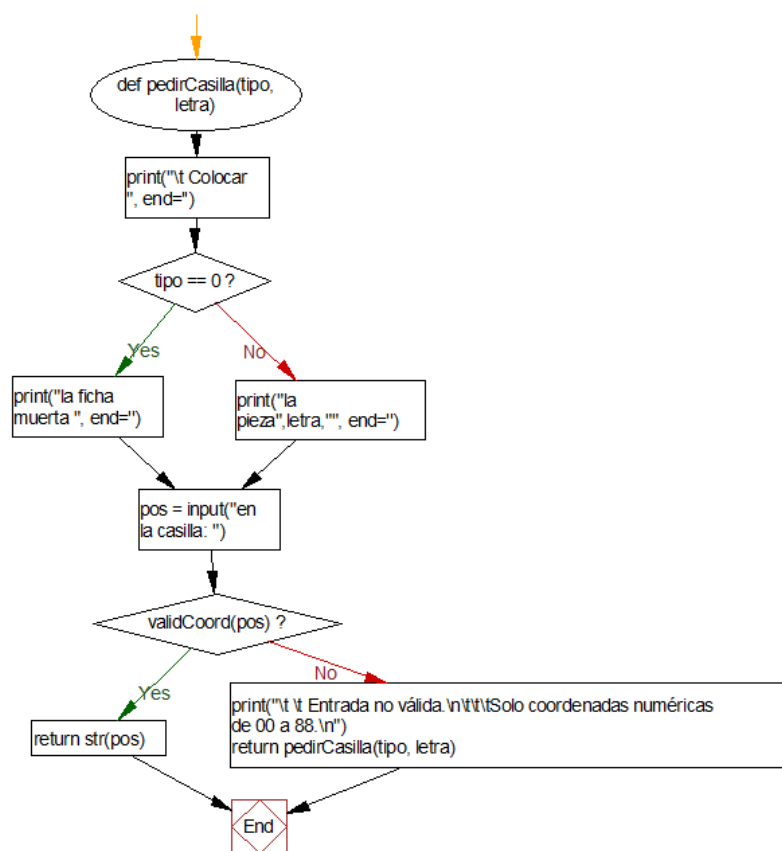 def pedirCasilla(tipo,
letra)
print("\t Colocar
", end='')
tipo == 0 ?
Yes
No
print("la ficha
muerta ", end='')
print("la
pieza",letra,"", end='')
pos = input("en
la casilla: ")
validCoord(pos) ?
Yes
No
return str(pos)
print("\t \t Entrada no válida.\n\t\t\tSolo coordenadas numéricas
de 00 a 88.\n")
return pedirCasilla(tipo, letra)
End